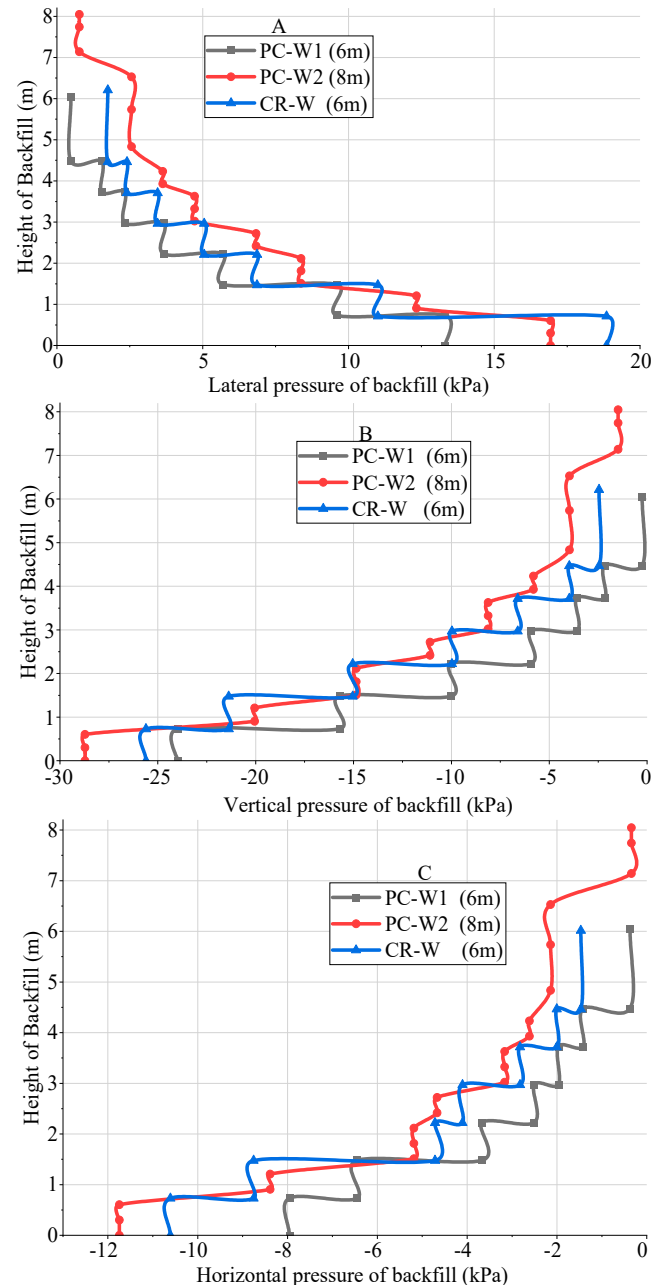 A
PC-W1 (6m)
PC-W2 (8m)
CR-W (6m)
Height of Backfill (m)
8
7
6
5
4
3
2
1
0
0 5 10 15 20
Lateral pressure of backfill (kPa)
B
PC-W1 (6m)
PC-W2 (8m)
CR-W (6m)
Height of Backfill (m)
8
7
6
5
4
3
2
1
0
-30 -25 -20 -15 -10 -5 0
Vertical pressure of backfill (kPa)
C
PC-W1 (6m)
PC-W2 (8m)
CR-W (6m)
Height of Backfill (m)
8
7
6
5
4
3
2
1
0
-12 -10 -8 -6 -4 -2 0
Horizontal pressure of backfill (kPa)